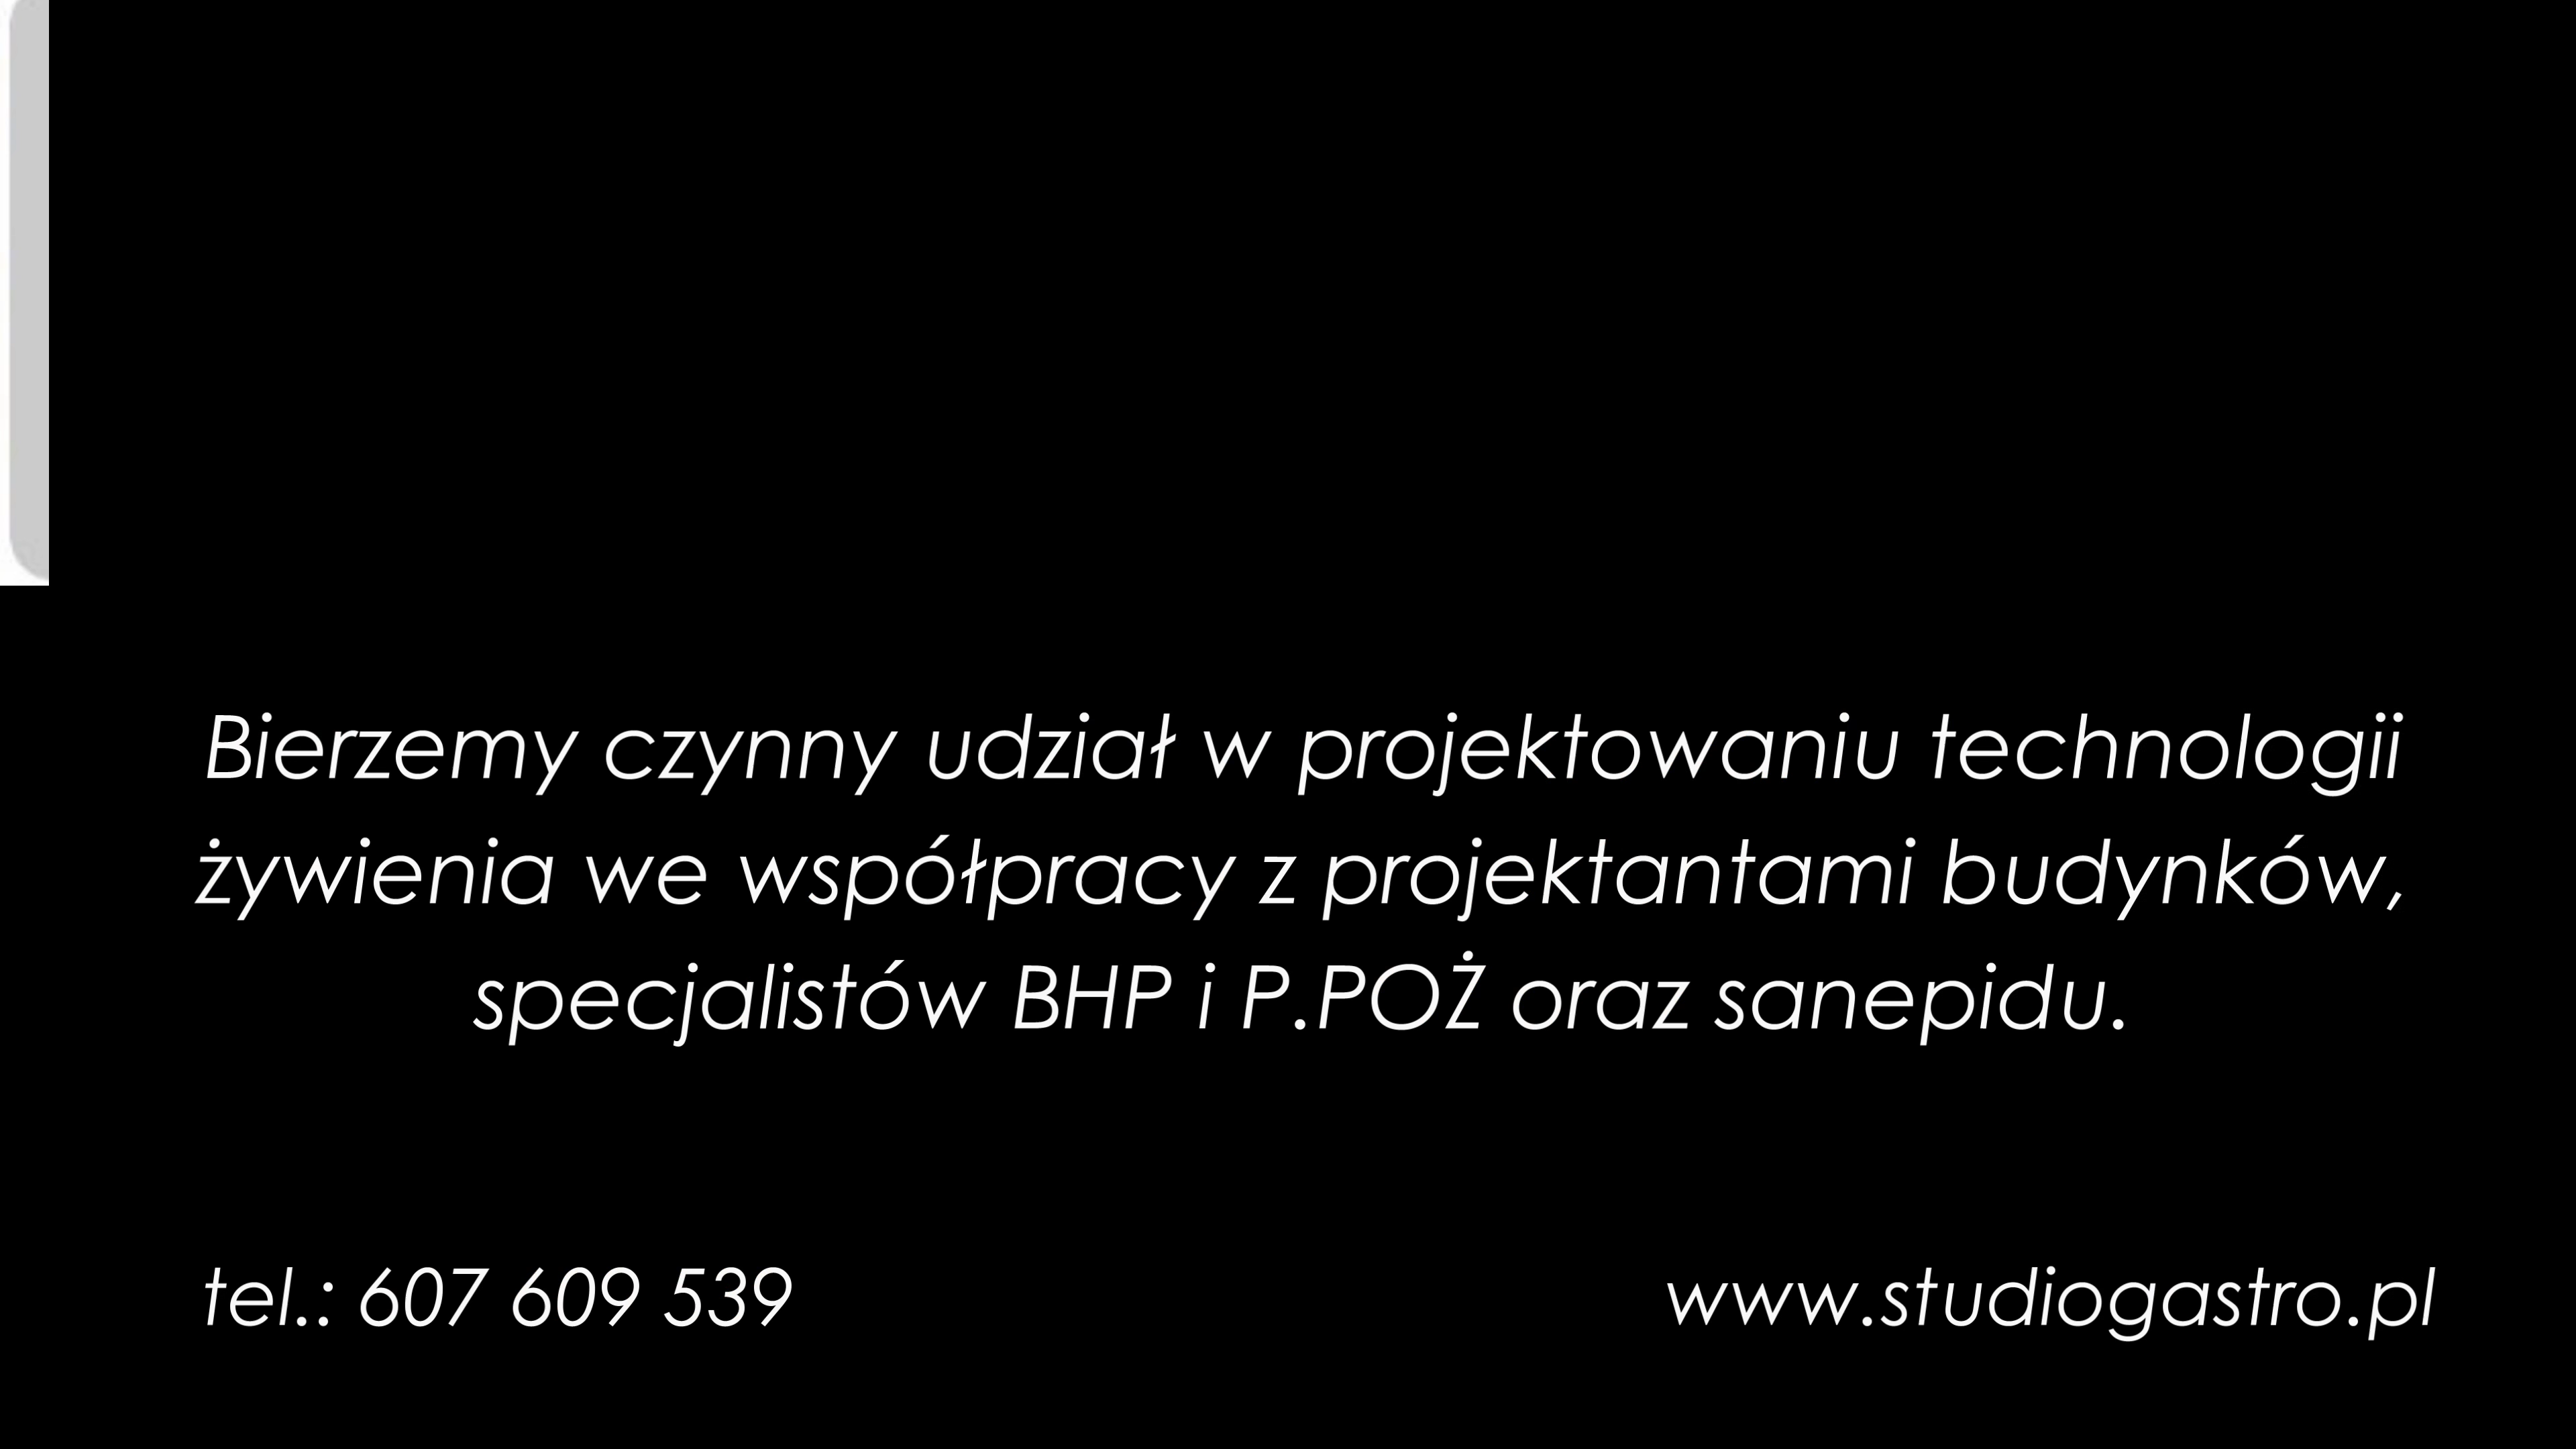 Bierzemy czynny udział w projektowaniu technologii
żywienia we współpracy z projektantami budynków,
specjalistów BHP i P.POŻ oraz sanepidu.
tel.: 607 609 539
www.studiogastro.pl